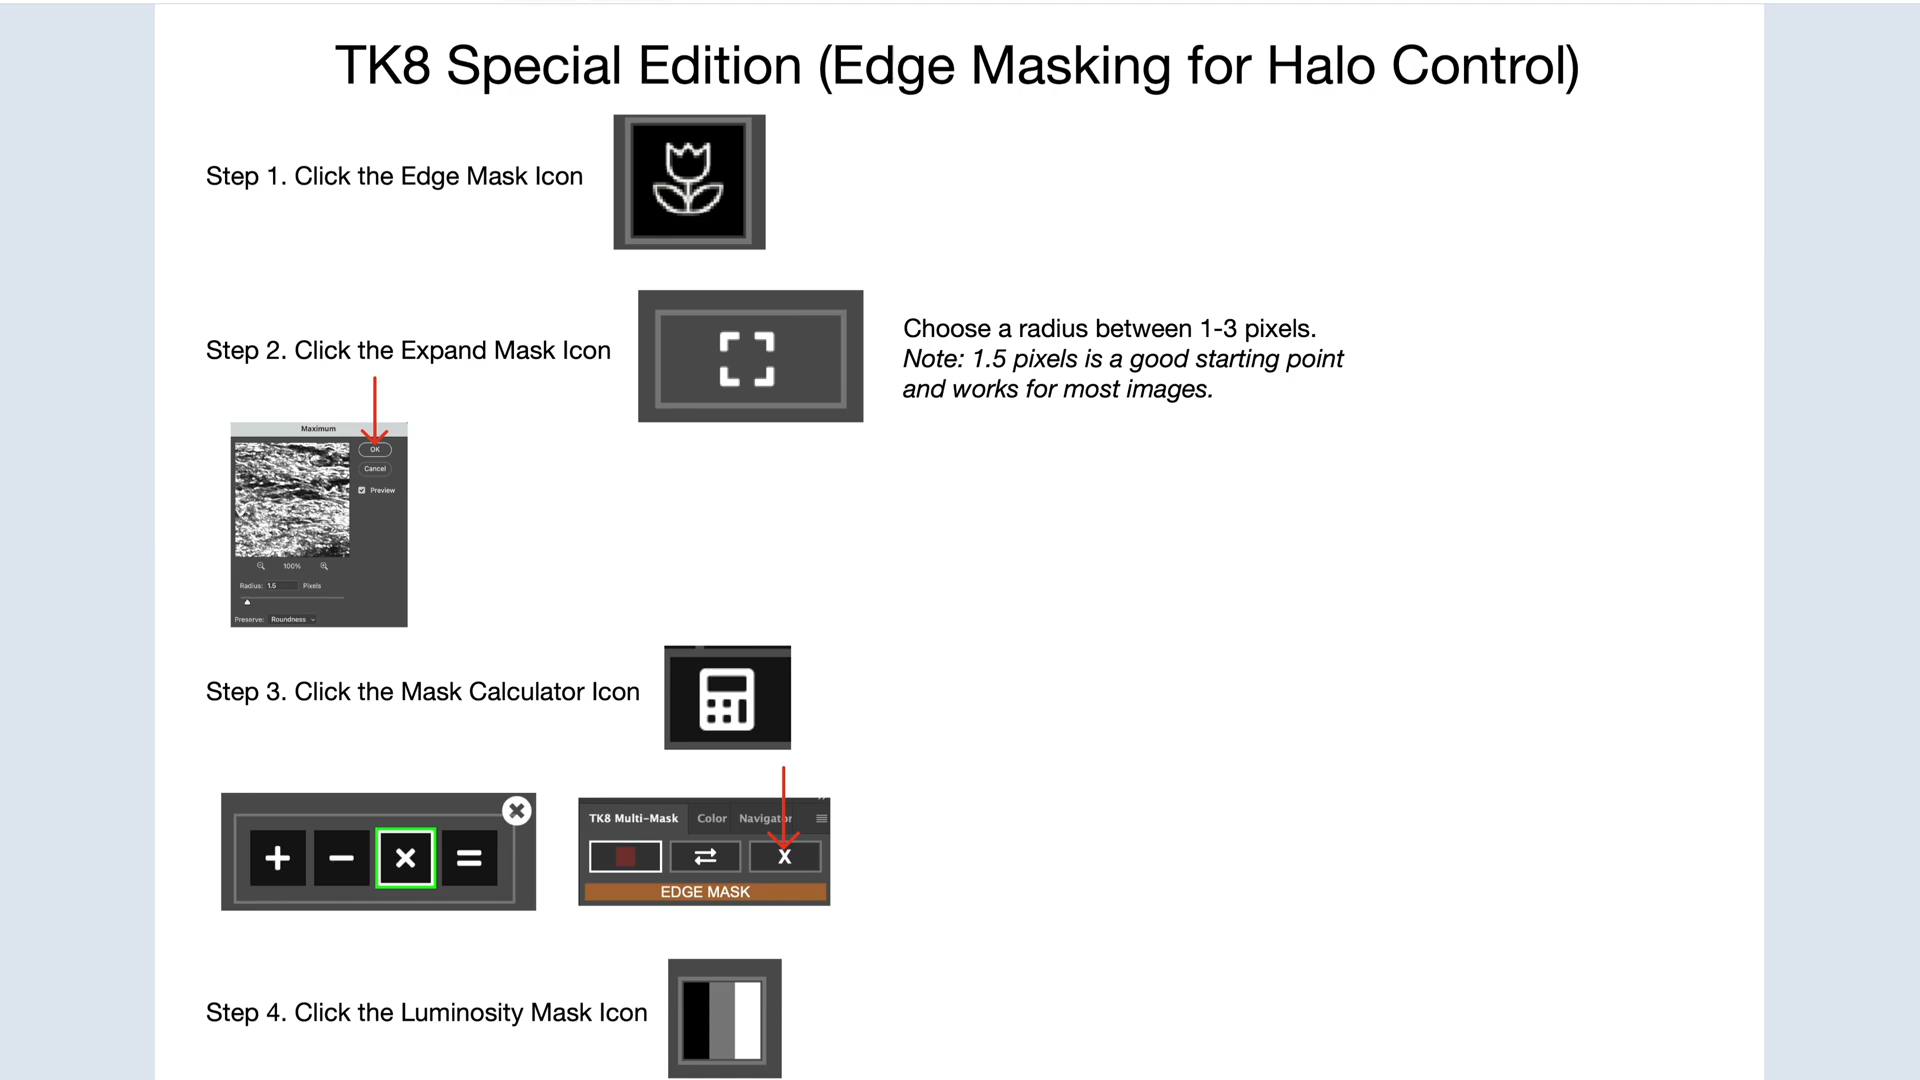 TK8 Special Edition (Edge Masking for Halo Control)
Step 1. Click the Edge Mask Icon
Step 2. Click the Expand Mask Icon
Choose a radius between 1-3 pixels.
Note: 1.5 pixels is a good starting point
and works for most images.
Maximum
OK
Cancel
Preview
100%
Radius: 1.5 Pixels
Preserve: Roundness
Step 3. Click the Mask Calculator Icon
+ − × =
TK8 Multi-Mask Color Navigator
X
EDGE MASK
Step 4. Click the Luminosity Mask Icon